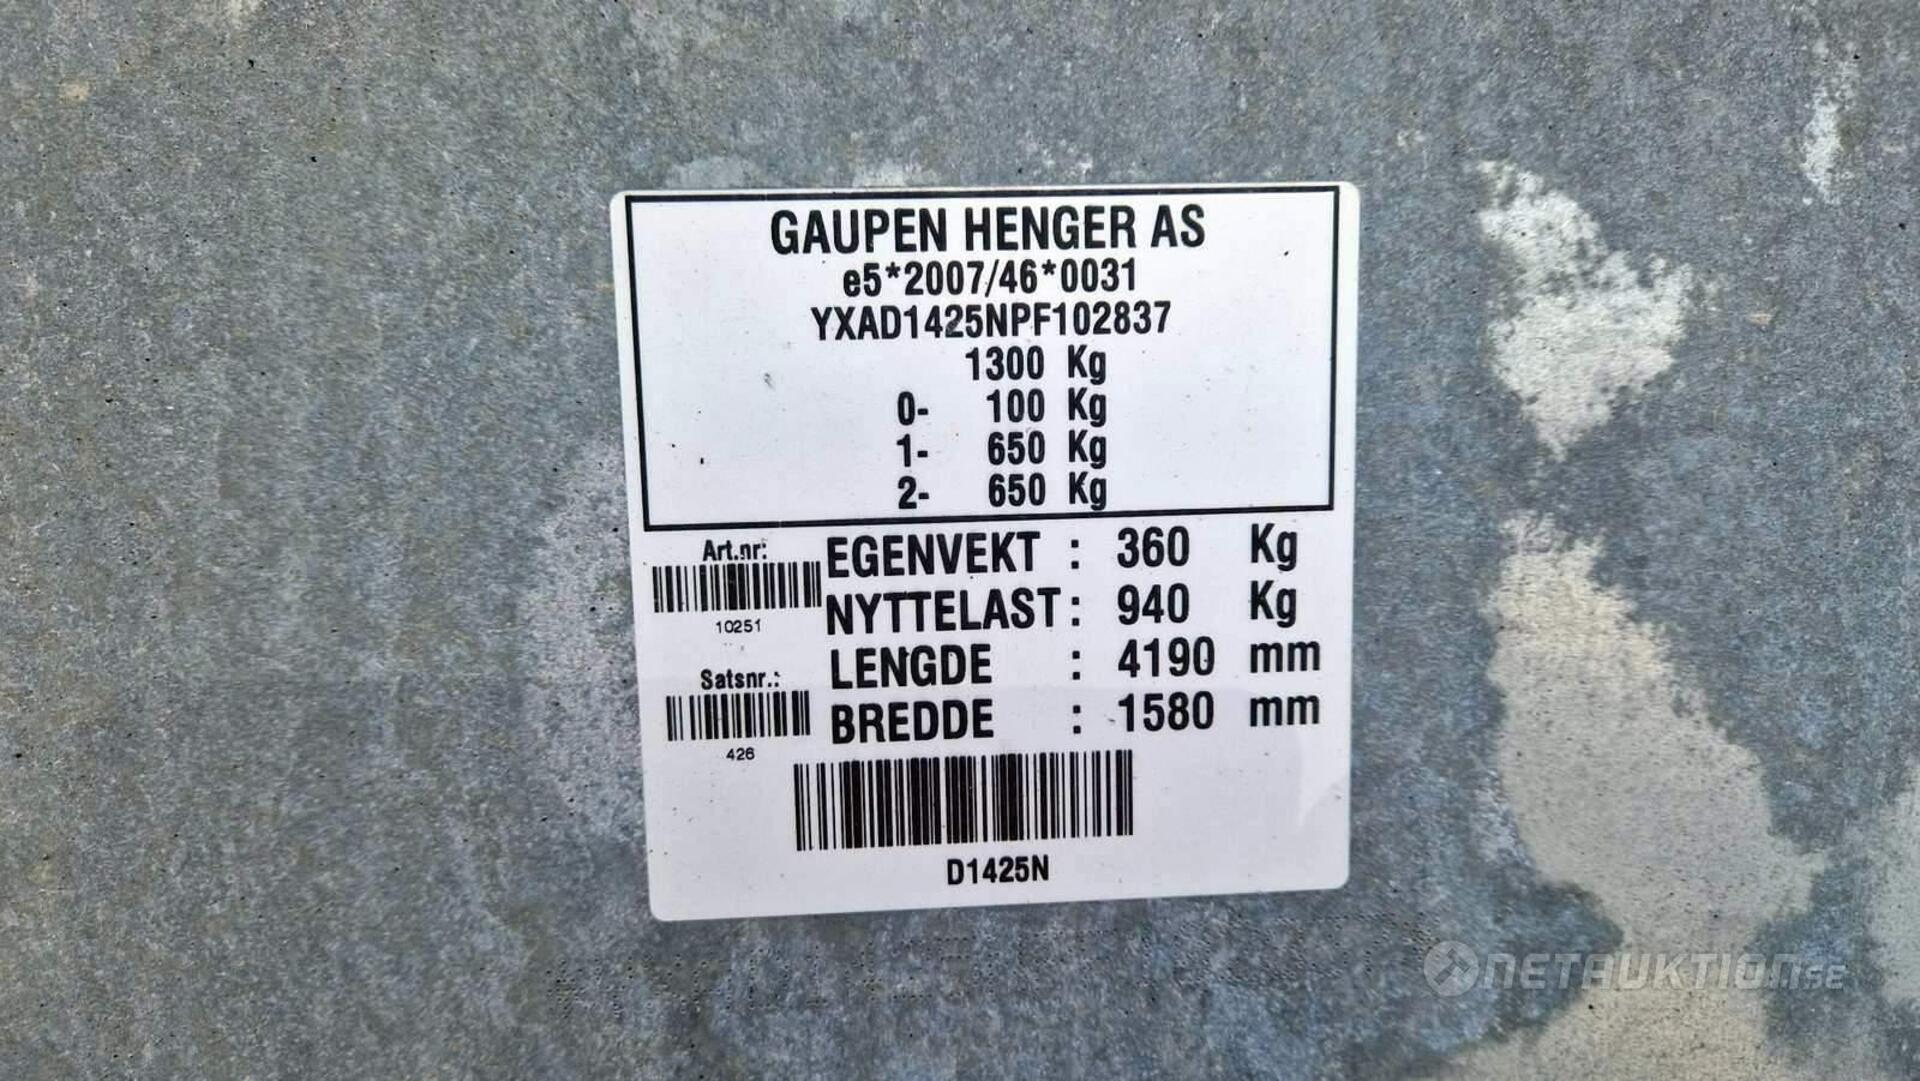 GAUPEN HENGER AS
e5*2007/46*0031
YXAD1425NPF102837
1300 Kg
0- 100 Kg
1- 650 Kg
2- 650 Kg
Art.nr:
10251
EGENVEKT : 360 Kg
NYTTELAST : 940 Kg
LENGDE : 4190 mm
Satsnr.:
426
BREDDE : 1580 mm
D1425N
NETAUKTION.SE